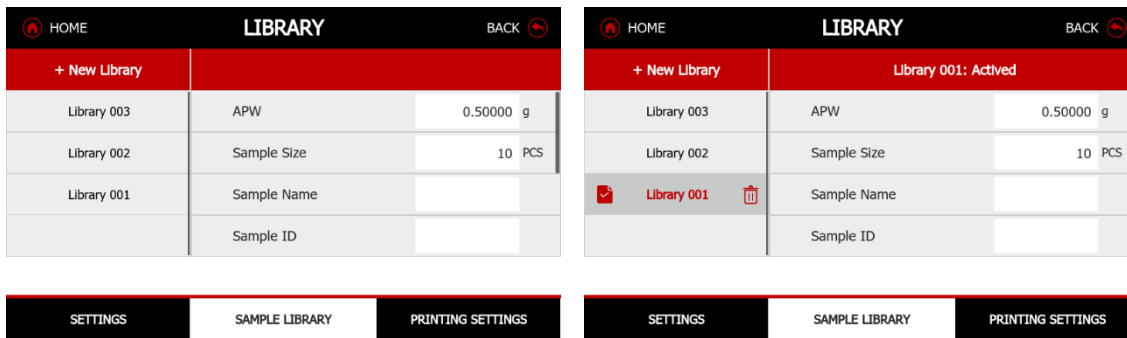 HOME LIBRARY BACK
+ New Library
Library 003 APW 0.50000 g
Library 002 Sample Size 10 PCS
Library 001 Sample Name
Sample ID
SETTINGS SAMPLE LIBRARY PRINTING SETTINGS
HOME LIBRARY BACK
+ New Library Library 001: Actived
Library 003 APW 0.50000 g
Library 002 Sample Size 10 PCS
Library 001 Sample Name
Sample ID
SETTINGS SAMPLE LIBRARY PRINTING SETTINGS